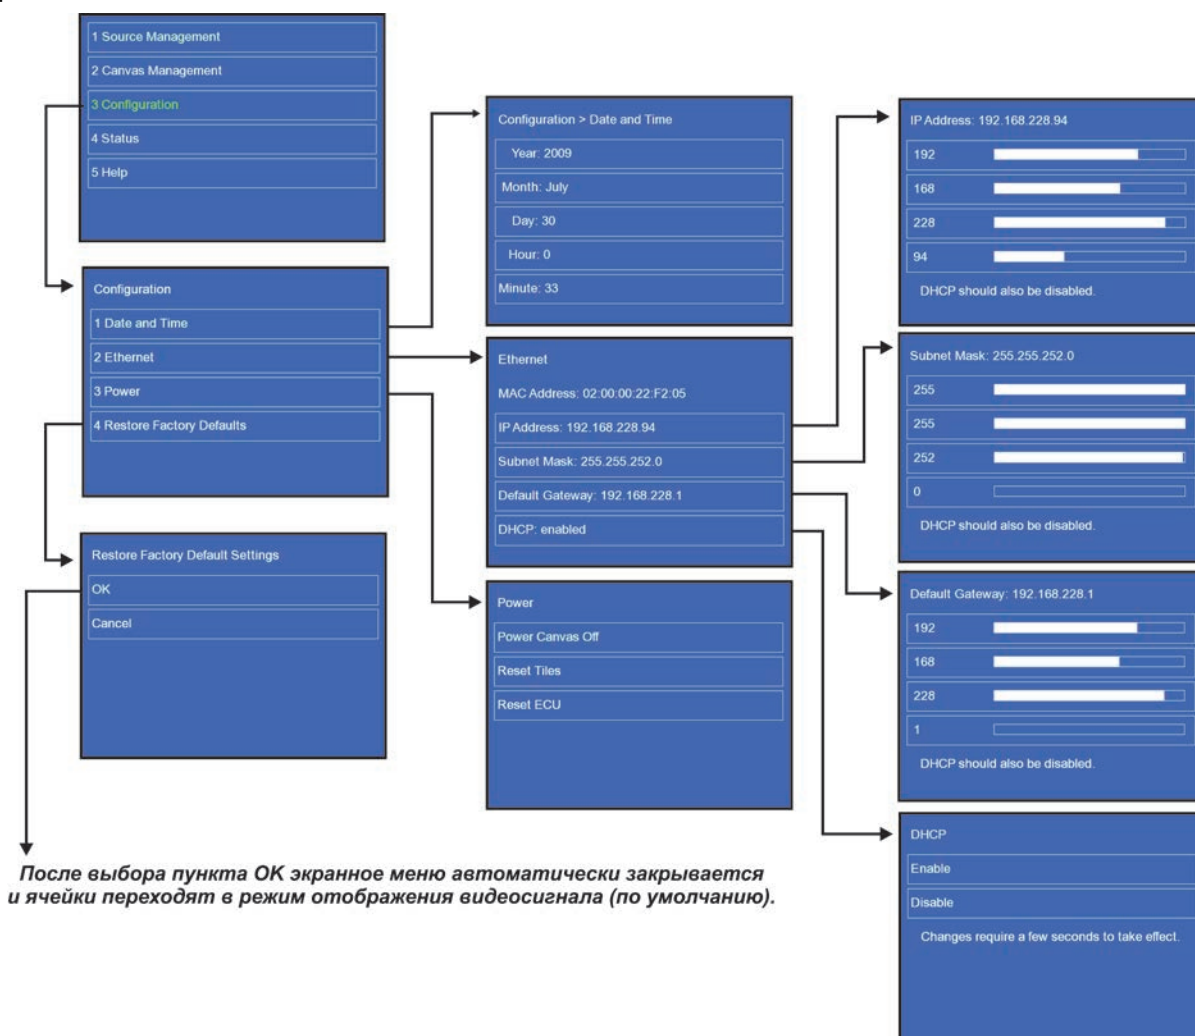 1 Source Management
2 Canvas Management
3 Configuration
4 Status
5 Help
Configuration
1 Date and Time
2 Ethernet
3 Power
4 Restore Factory Defaults
Restore Factory Default Settings
OK
Cancel
После выбора пункта OK экранное меню автоматически закрывается
и ячейки переходят в режим отображения видеосигнала (по умолчанию).
Configuration > Date and Time
Year: 2009
Month: July
Day: 30
Hour: 0
Minute: 33
Ethernet
MAC Address: 02:00:00:22:F2:05
IP Address: 192.168.228.94
Subnet Mask: 255.255.252.0
Default Gateway: 192.168.228.1
DHCP: enabled
Power
Power Canvas Off
Reset Tiles
Reset ECU
IP Address: 192.168.228.94
192
168
228
94
DHCP should also be disabled.
Subnet Mask: 255.255.252.0
255
255
252
0
DHCP should also be disabled.
Default Gateway: 192.168.228.1
192
168
228
1
DHCP should also be disabled.
DHCP
Enable
Disable
Changes require a few seconds to take effect.